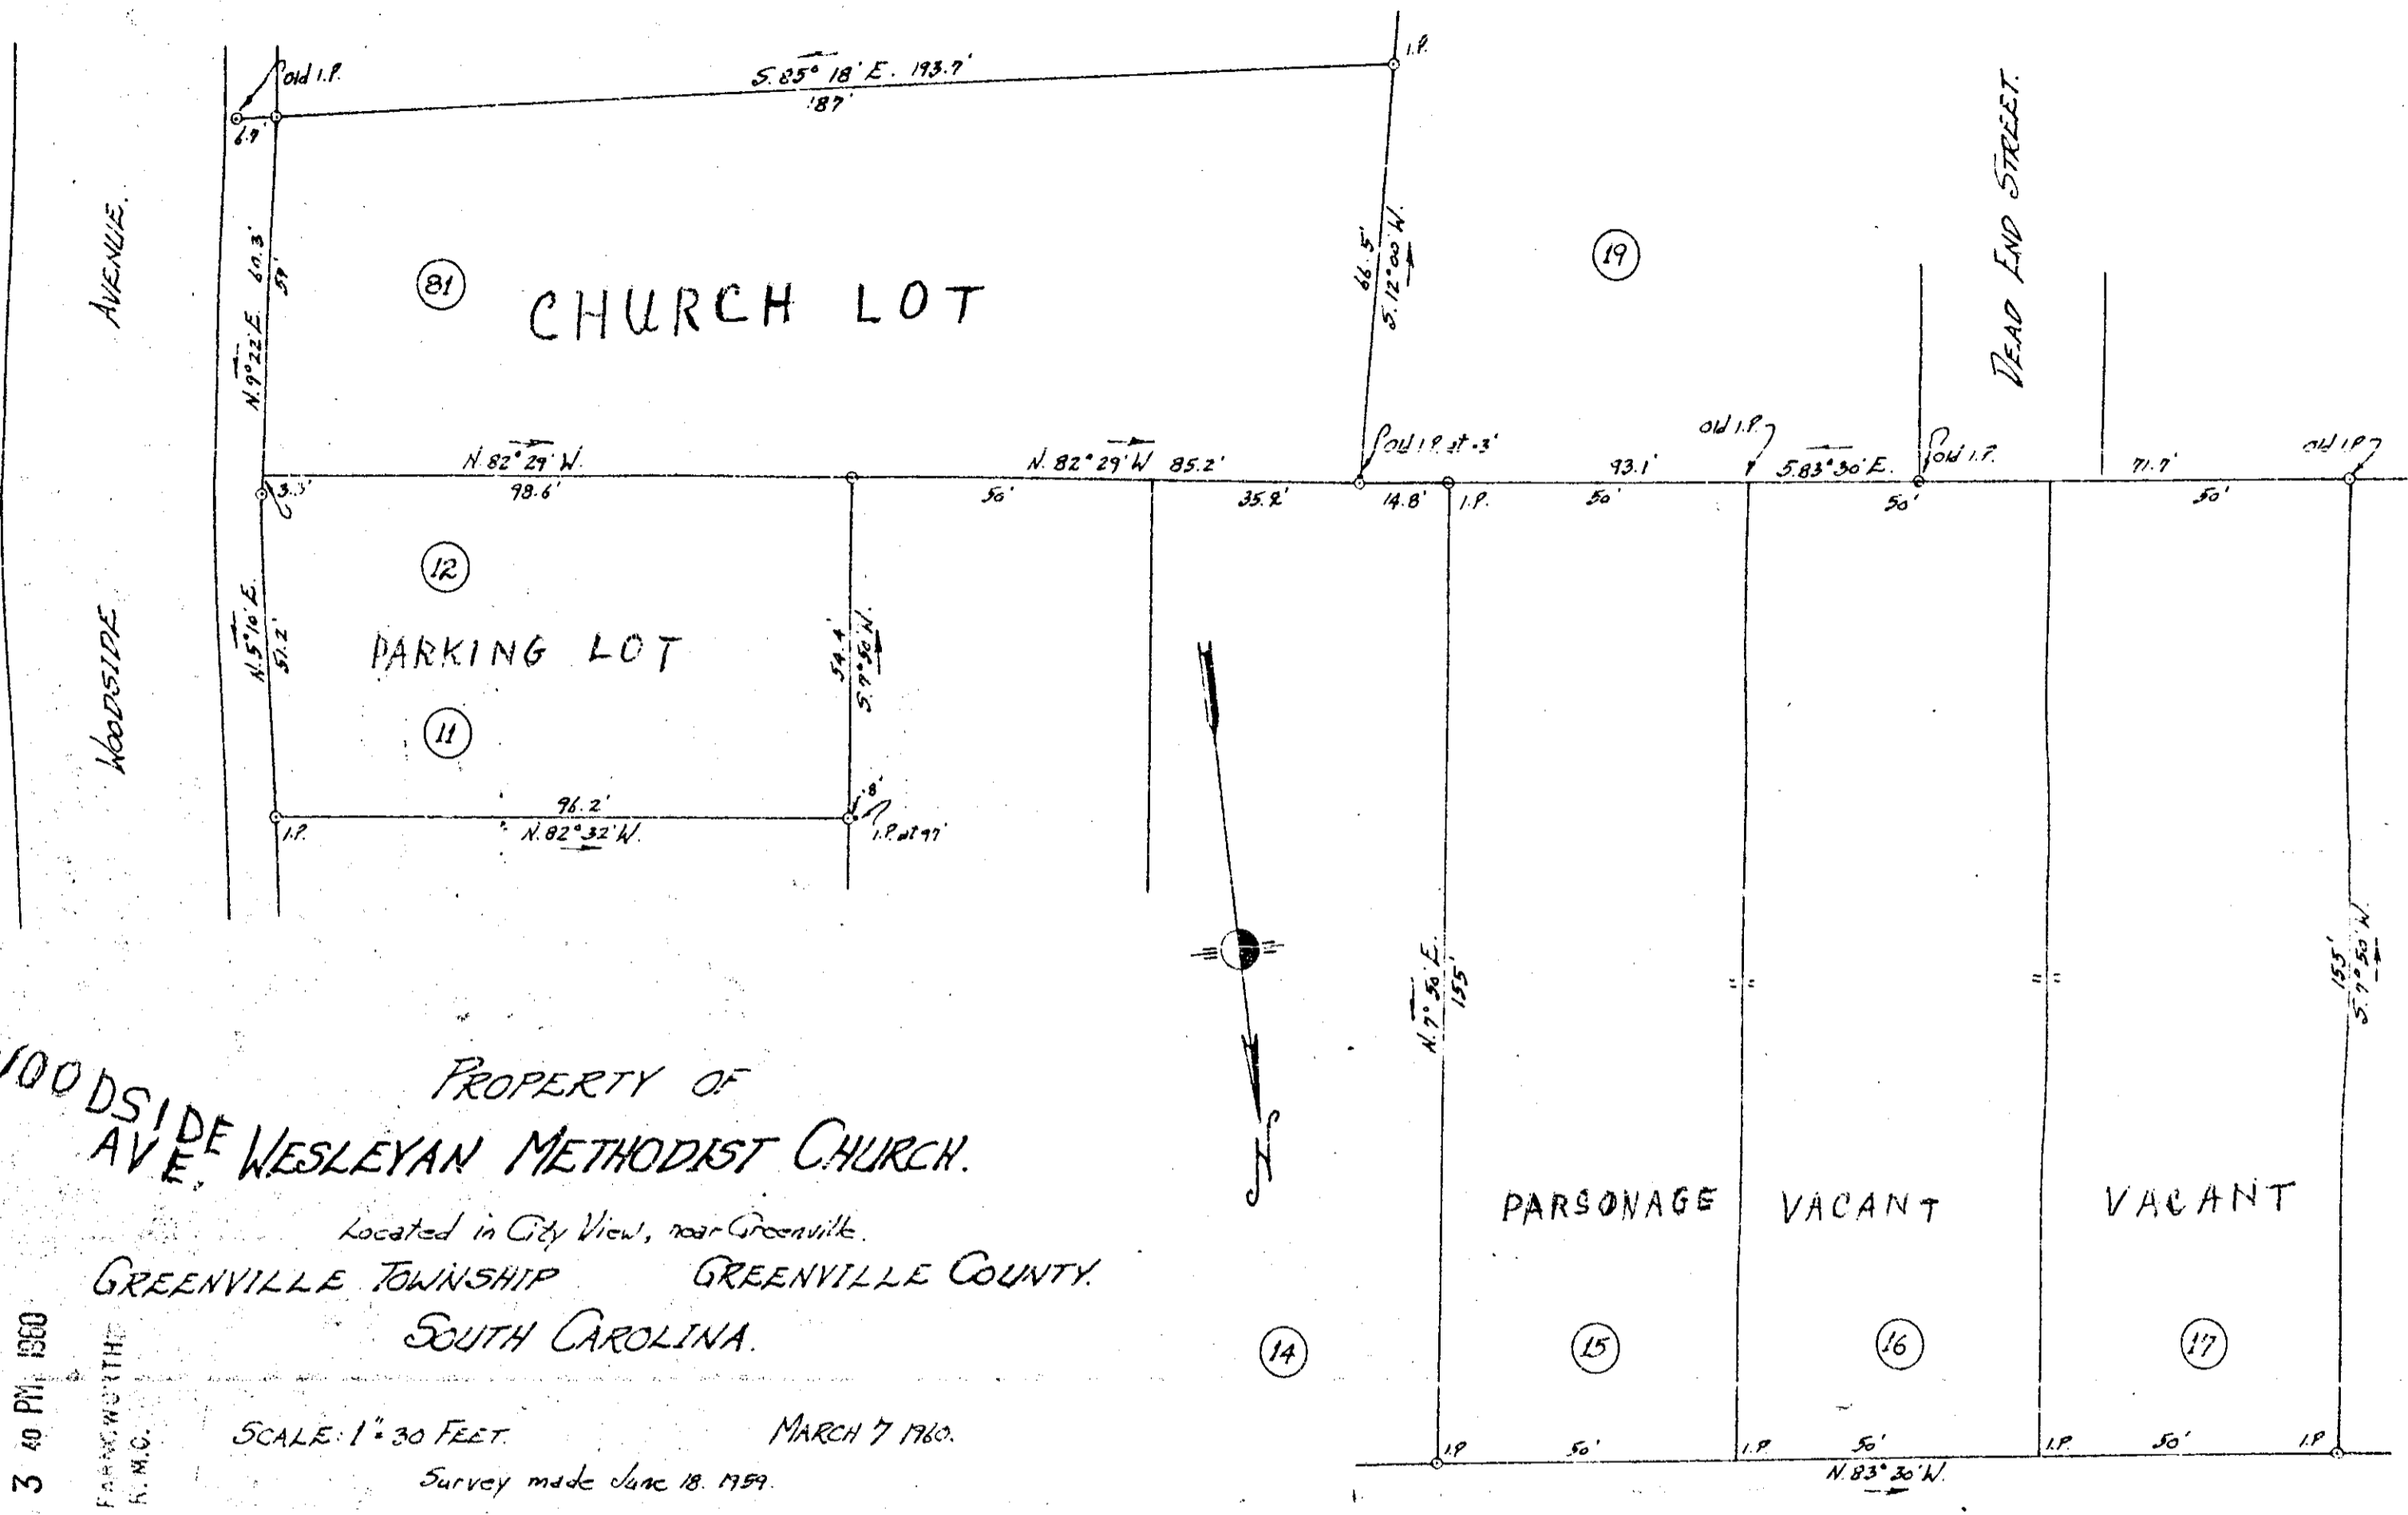 old I.P.
S. 85° 18' E. 193.7'
187'
I.P.
6.7'
AVENUE.
WOODSIDE
N. 9° 22' E. 60.3'
57'
81
CHURCH LOT
66.5'
S. 12° 00' W.
19
DEAD END STREET.
N. 82° 29' W.
98.6'
3.3'
N. 82° 29' W 85.2'
50'
35.2'
Old I.P. at .3'
14.8'
I.P.
93.1'
50'
old I.P.
S. 83° 30' E.
50'
Old I.P.
71.7'
50'
old I.P.
12
PARKING LOT
11
N. 5° 10' E.
51.2'
54.4'
S. 7° 50' W.
I.P.
96.2'
N. 82° 32' W.
.8'
I.P. at 97'
N. 7° 50' E.
155'
155'
S. 7° 50' W.
PROPERTY OF
WOODSIDE
AVE. WESLEYAN METHODIST CHURCH.
Located in City View, near Greenville.
GREENVILLE TOWNSHIP GREENVILLE COUNTY.
SOUTH CAROLINA.
SCALE: 1" = 30 FEET. MARCH 7 1960.
Survey made June 18. 1959.
PARSONAGE VACANT VACANT
14 15 16 17
I.P. 50' I.P. 50' I.P. 50' I.P.
N. 83° 30' W.
3 40 PM 1960
FARNSWORTH
R. M.C.